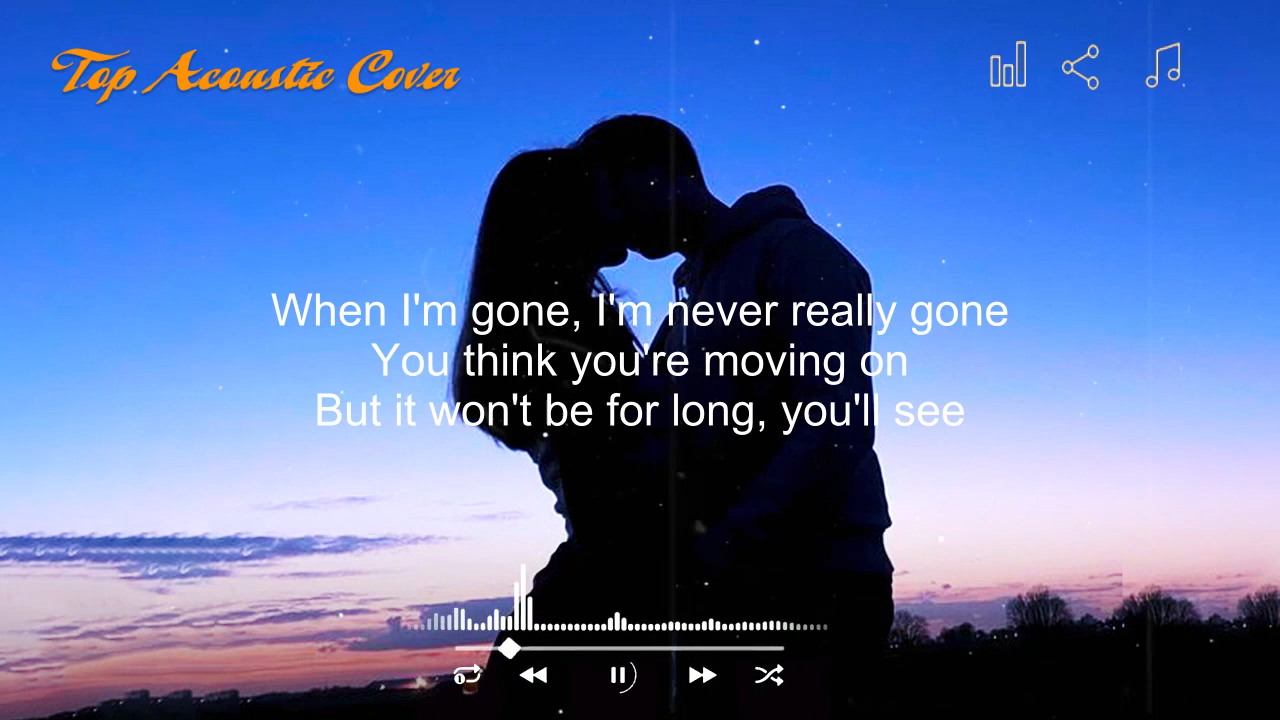 Top Acoustic Cover
When I'm gone, I'm never really gone
You think you're moving on
But it won't be for long, you'll see
1